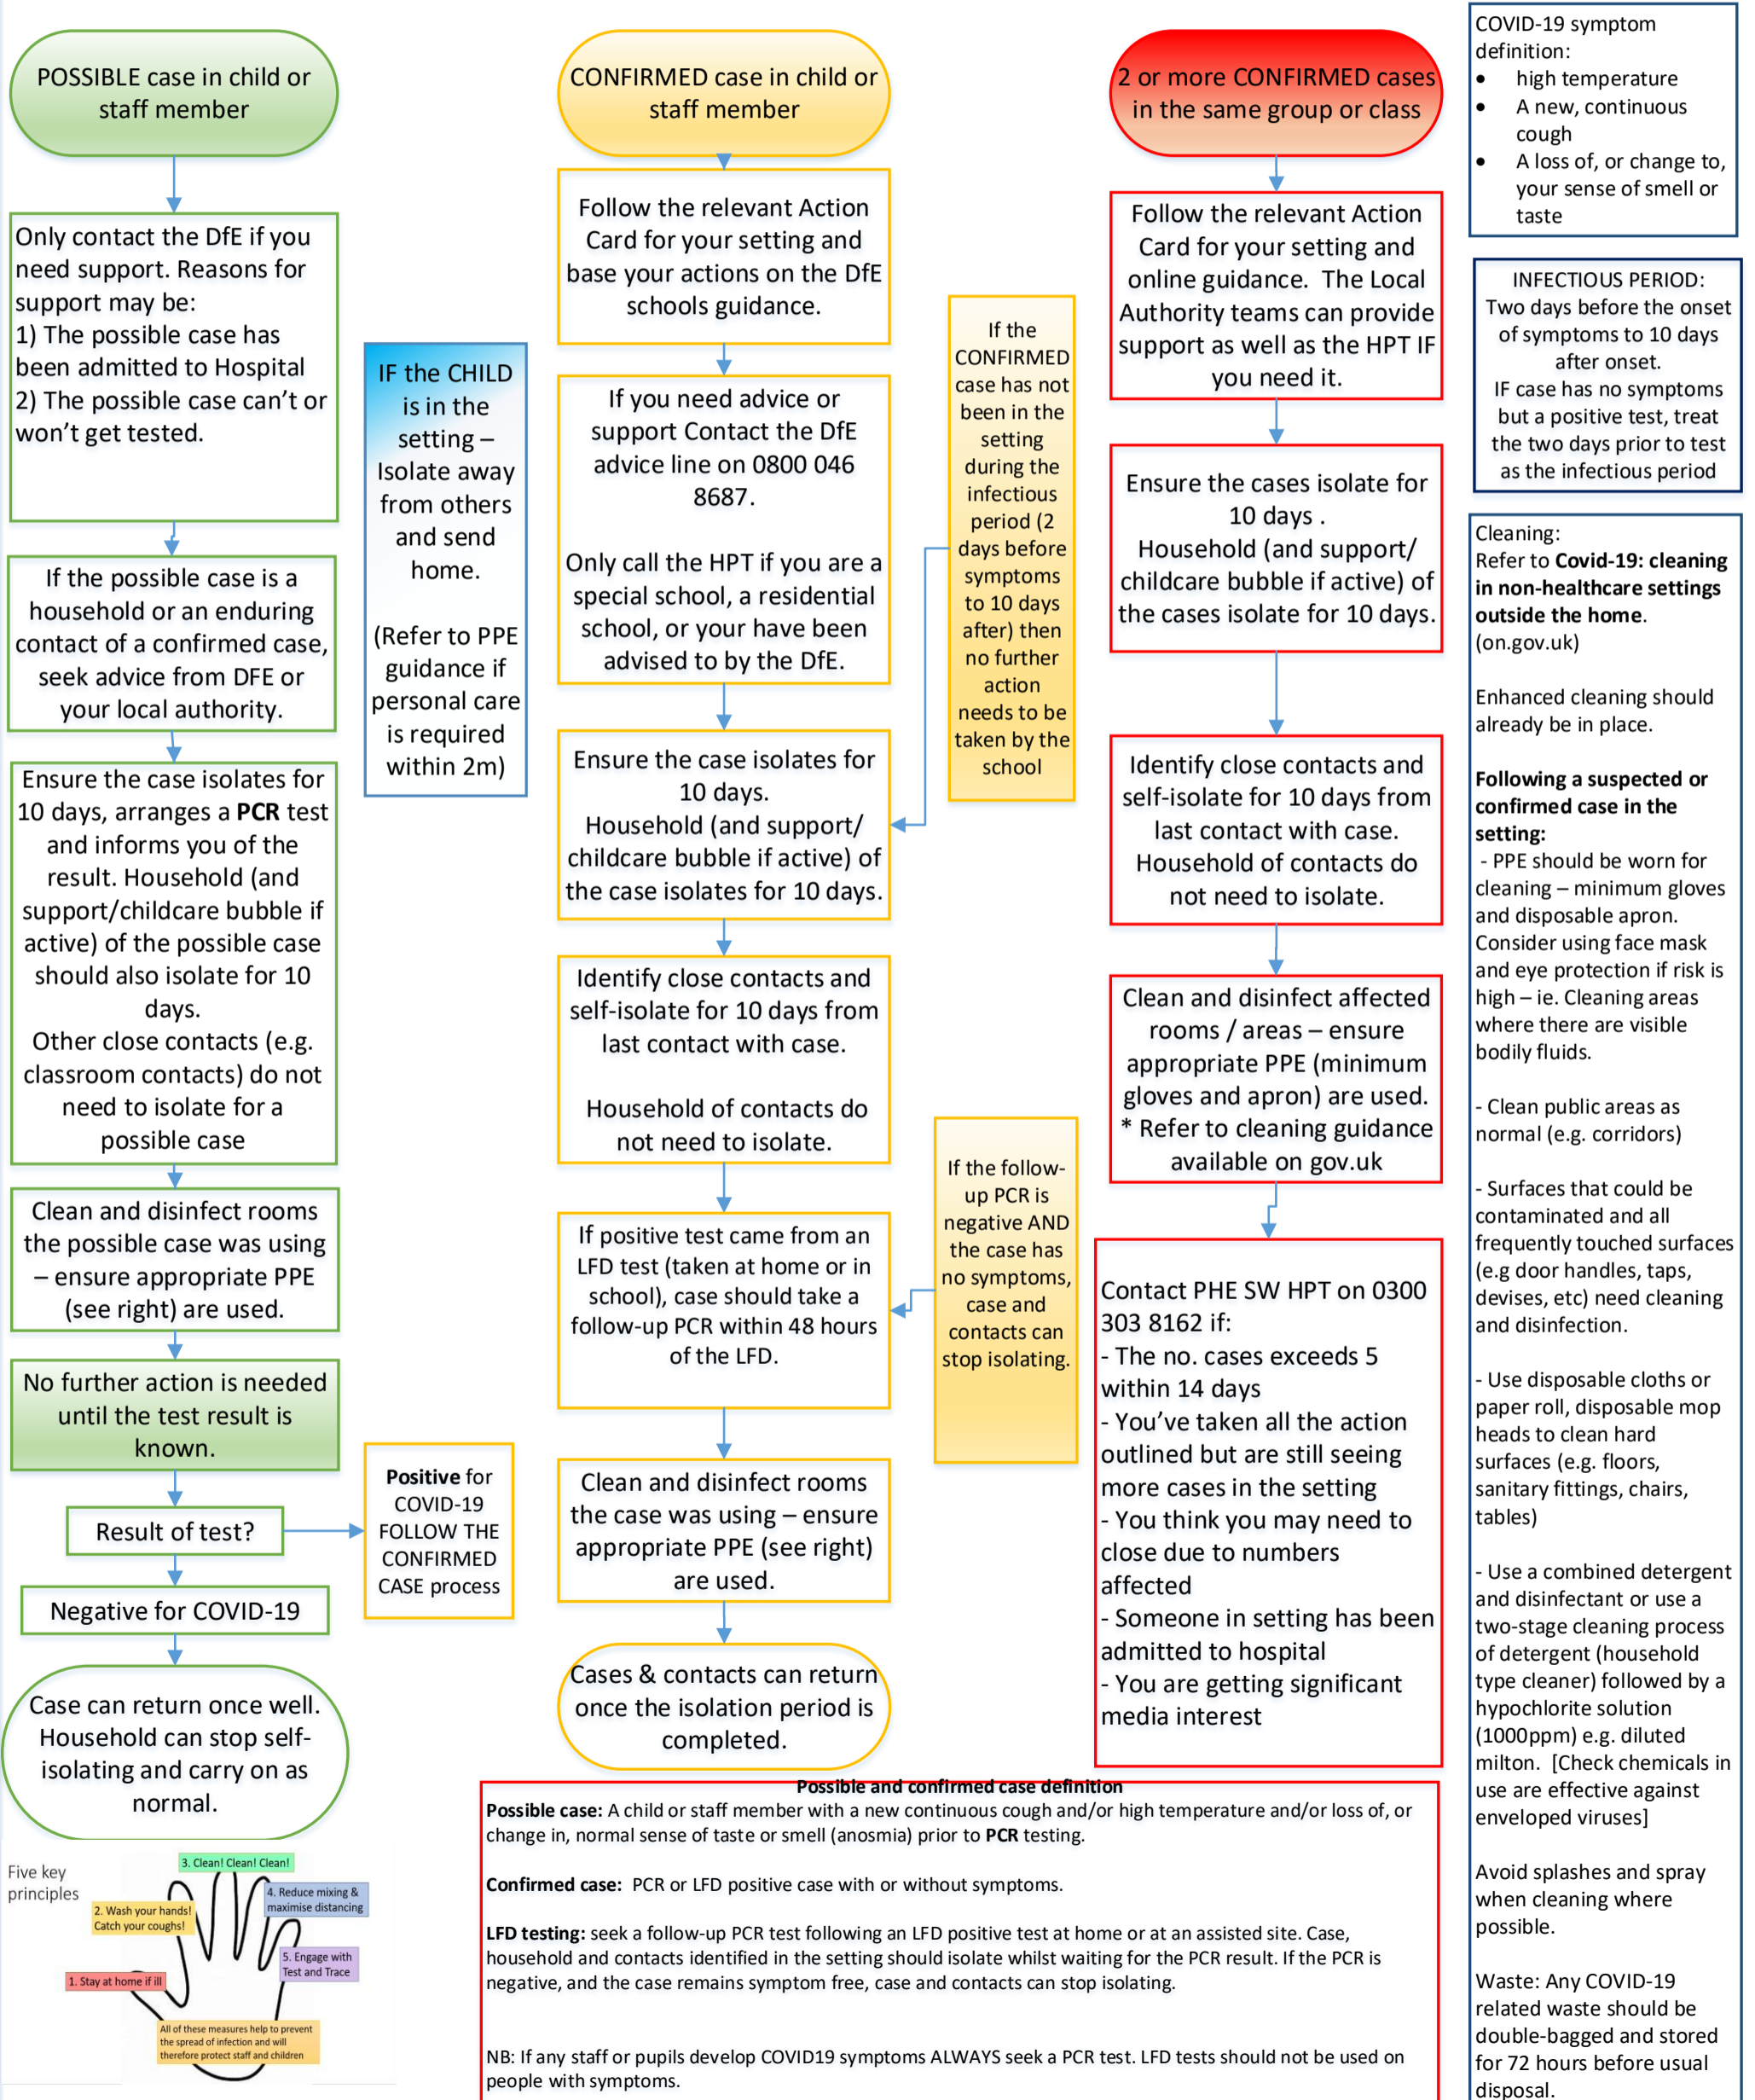 POSSIBLE case in child or
staff member
Only contact the DfE if you
need support. Reasons for
support may be:
1) The possible case has
been admitted to Hospital
2) The possible case can't or
won't get tested.
If the possible case is a
household or an enduring
contact of a confirmed case,
seek advice from DFE or
your local authority.
Ensure the case isolates for
10 days, arranges a PCR test
and informs you of the
result. Household (and
support/childcare bubble if
active) of the possible case
should also isolate for 10
days.
Other close contacts (e.g.
classroom contacts) do not
need to isolate for a
possible case
Clean and disinfect rooms
the possible case was using
– ensure appropriate PPE
(see right) are used.
No further action is needed
until the test result is
known.
Result of test?
Negative for COVID-19
Case can return once well.
Household can stop self-
isolating and carry on as
normal.
IF the CHILD
is in the
setting –
Isolate away
from others
and send
home.
(Refer to PPE
guidance if
personal care
is required
within 2m)
Positive for
COVID-19
FOLLOW THE
CONFIRMED
CASE process
CONFIRMED case in child or
staff member
Follow the relevant Action
Card for your setting and
base your actions on the DfE
schools guidance.
If you need advice or
support Contact the DfE
advice line on 0800 046
8687.
Only call the HPT if you are a
special school, a residential
school, or your have been
advised to by the DfE.
Ensure the case isolates for
10 days.
Household (and support/
childcare bubble if active) of
the case isolates for 10 days.
Identify close contacts and
self-isolate for 10 days from
last contact with case.
Household of contacts do
not need to isolate.
If positive test came from an
LFD test (taken at home or in
school), case should take a
follow-up PCR within 48 hours
of the LFD.
Clean and disinfect rooms
the case was using – ensure
appropriate PPE (see right)
are used.
Cases & contacts can return
once the isolation period is
completed.
If the
CONFIRMED
case has not
been in the
setting
during the
infectious
period (2
days before
symptoms
to 10 days
after) then
no further
action
needs to be
taken by the
school
If the follow-
up PCR is
negative AND
the case has
no symptoms,
case and
contacts can
stop isolating.
2 or more CONFIRMED cases
in the same group or class
Follow the relevant Action
Card for your setting and
online guidance. The Local
Authority teams can provide
support as well as the HPT IF
you need it.
Ensure the cases isolate for
10 days .
Household (and support/
childcare bubble if active) of
the cases isolate for 10 days.
Identify close contacts and
self-isolate for 10 days from
last contact with case.
Household of contacts do
not need to isolate.
Clean and disinfect affected
rooms / areas – ensure
appropriate PPE (minimum
gloves and apron) are used.
* Refer to cleaning guidance
available on gov.uk
Contact PHE SW HPT on 0300
303 8162 if:
- The no. cases exceeds 5
within 14 days
- You've taken all the action
outlined but are still seeing
more cases in the setting
- You think you may need to
close due to numbers
affected
- Someone in setting has been
admitted to hospital
- You are getting significant
media interest
COVID-19 symptom
definition:
• high temperature
• A new, continuous
cough
• A loss of, or change to,
your sense of smell or
taste
INFECTIOUS PERIOD:
Two days before the onset
of symptoms to 10 days
after onset.
IF case has no symptoms
but a positive test, treat
the two days prior to test
as the infectious period
Cleaning:
Refer to Covid-19: cleaning
in non-healthcare settings
outside the home.
(on.gov.uk)
Enhanced cleaning should
already be in place.
Following a suspected or
confirmed case in the
setting:
- PPE should be worn for
cleaning – minimum gloves
and disposable apron.
Consider using face mask
and eye protection if risk is
high – ie. Cleaning areas
where there are visible
bodily fluids.
- Clean public areas as
normal (e.g. corridors)
- Surfaces that could be
contaminated and all
frequently touched surfaces
(e.g door handles, taps,
devises, etc) need cleaning
and disinfection.
- Use disposable cloths or
paper roll, disposable mop
heads to clean hard
surfaces (e.g. floors,
sanitary fittings, chairs,
tables)
- Use a combined detergent
and disinfectant or use a
two-stage cleaning process
of detergent (household
type cleaner) followed by a
hypochlorite solution
(1000ppm) e.g. diluted
milton. [Check chemicals in
use are effective against
enveloped viruses]
Avoid splashes and spray
when cleaning where
possible.
Waste: Any COVID-19
related waste should be
double-bagged and stored
for 72 hours before usual
disposal.
Possible and confirmed case definition
Possible case: A child or staff member with a new continuous cough and/or high temperature and/or loss of, or
change in, normal sense of taste or smell (anosmia) prior to PCR testing.
Confirmed case: PCR or LFD positive case with or without symptoms.
LFD testing: seek a follow-up PCR test following an LFD positive test at home or at an assisted site. Case,
household and contacts identified in the setting should isolate whilst waiting for the PCR result. If the PCR is
negative, and the case remains symptom free, case and contacts can stop isolating.
NB: If any staff or pupils develop COVID19 symptoms ALWAYS seek a PCR test. LFD tests should not be used on
people with symptoms.
Five key
principles
1. Stay at home if ill
2. Wash your hands!
Catch your coughs!
3. Clean! Clean! Clean!
4. Reduce mixing &
maximise distancing
5. Engage with
Test and Trace
All of these measures help to prevent
the spread of infection and will
therefore protect staff and children